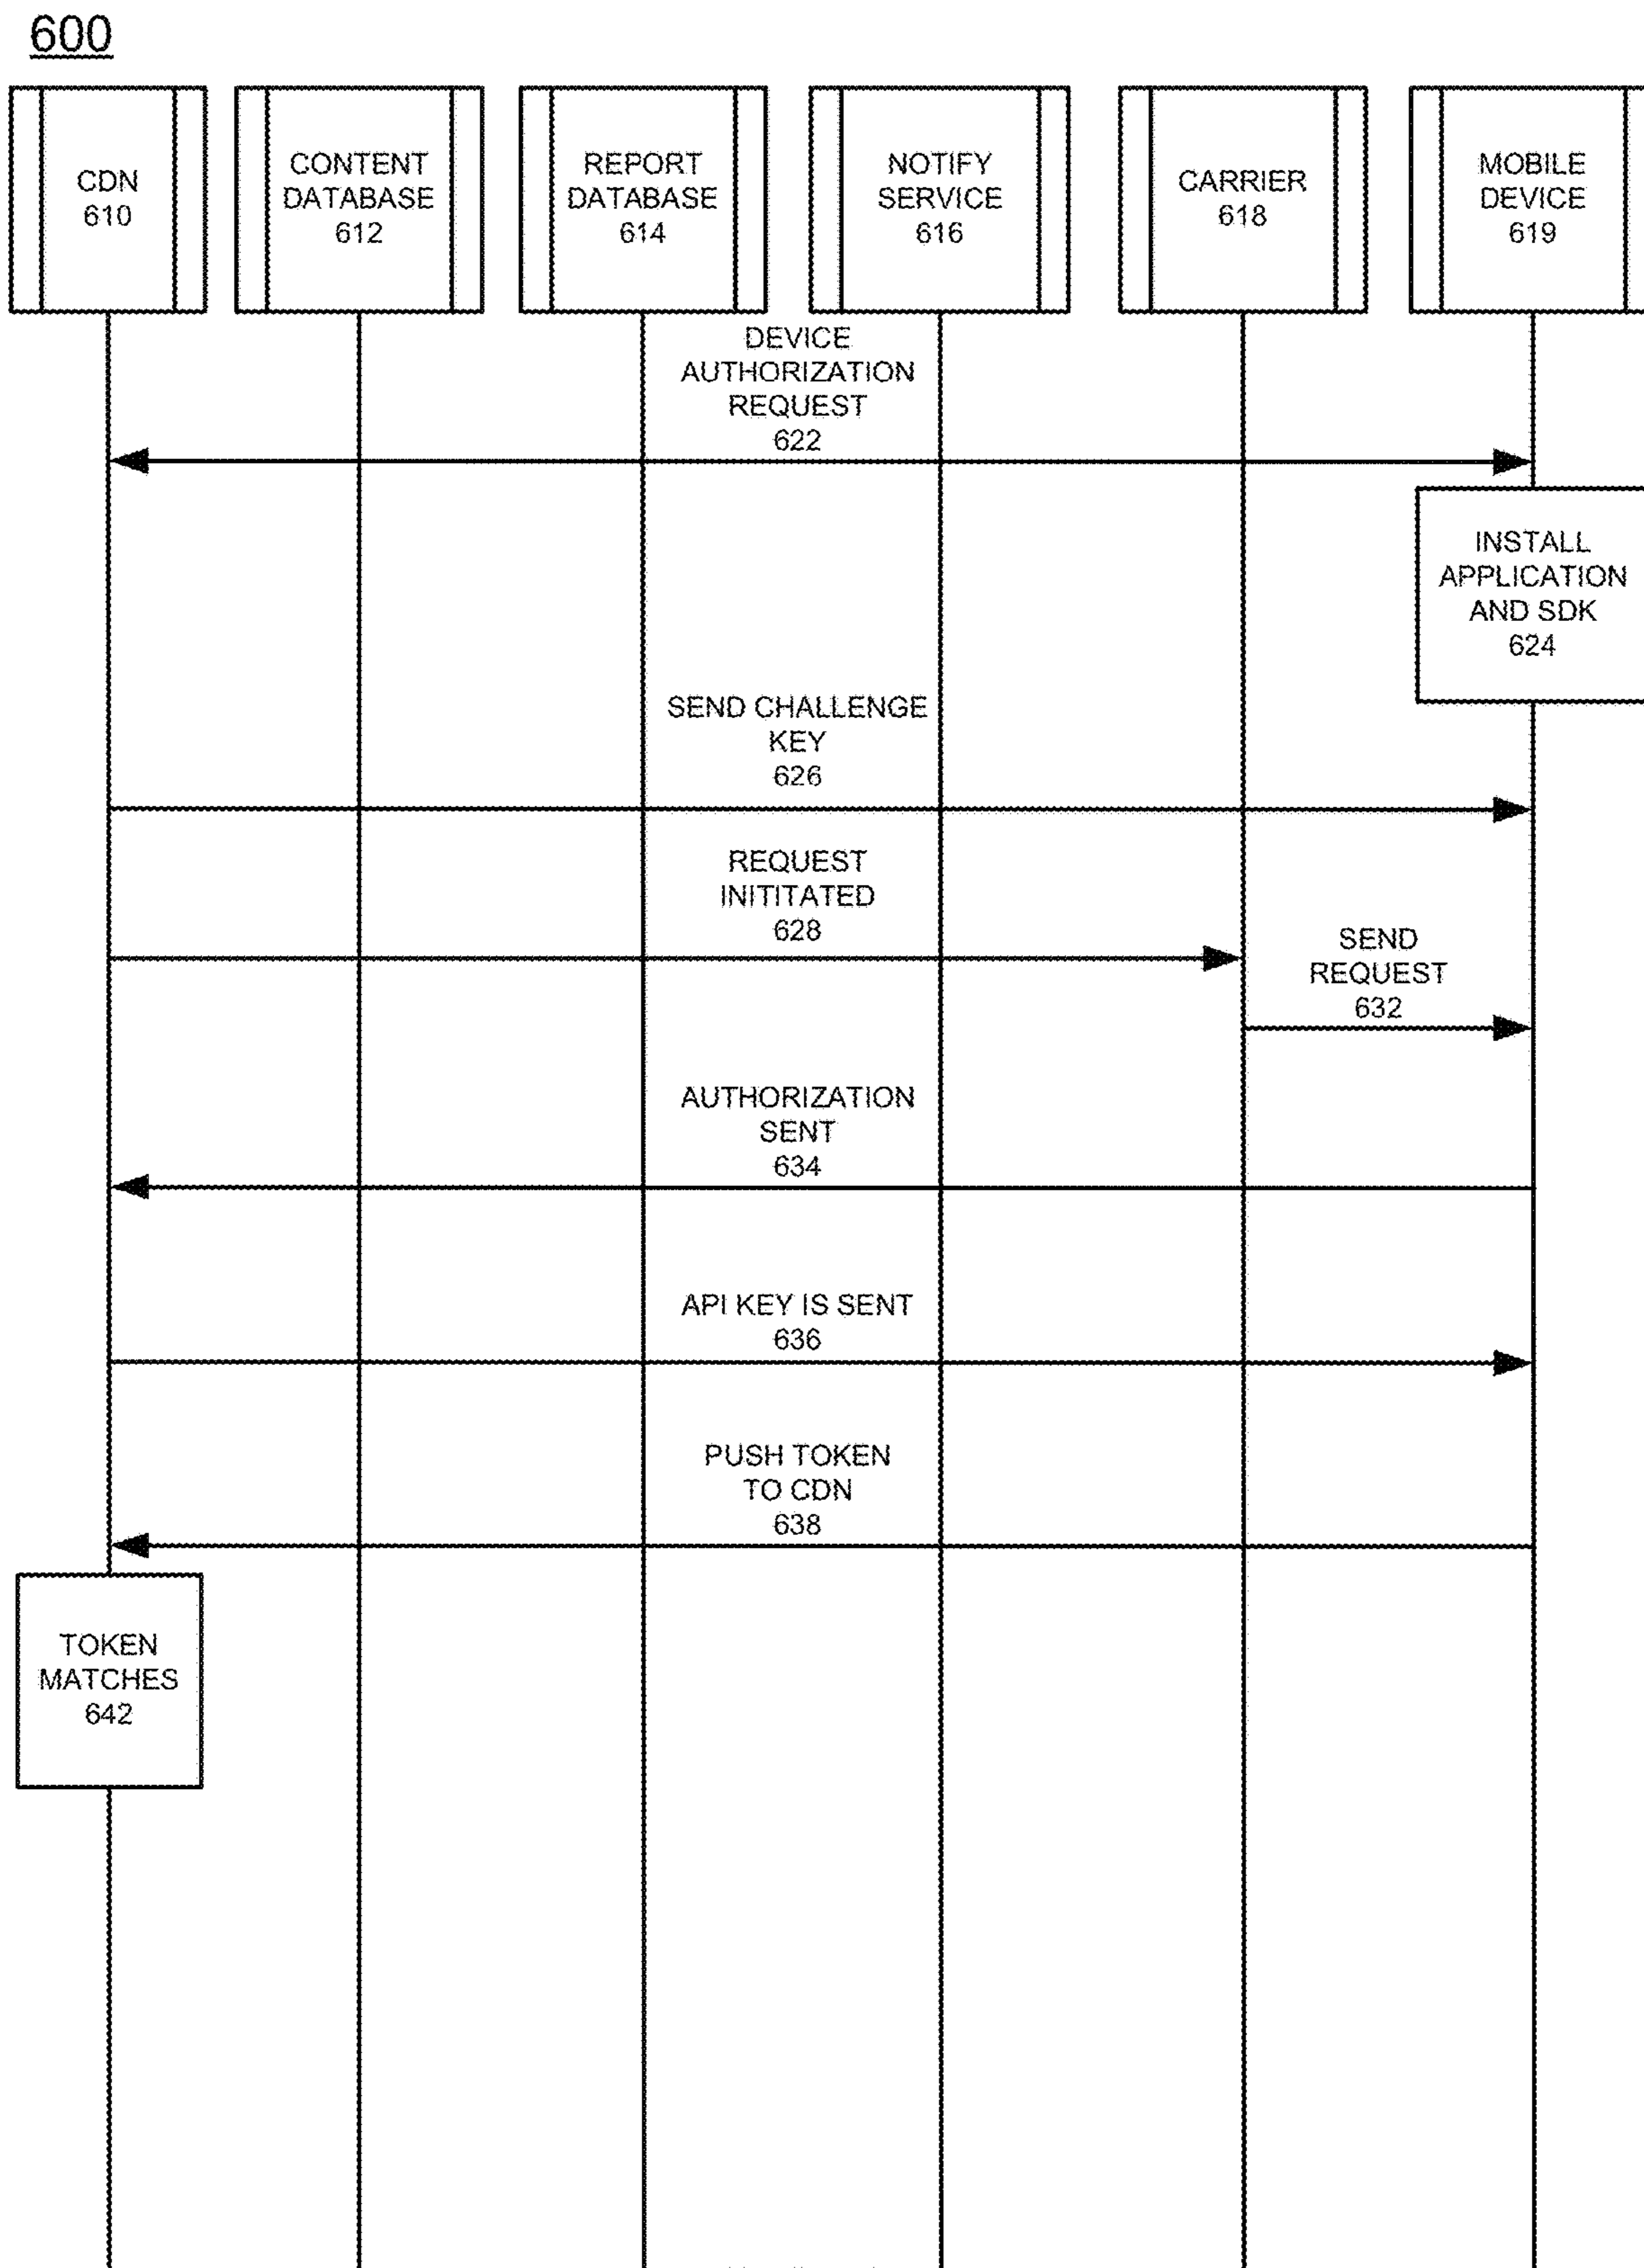 600
CDN
610
CONTENT
DATABASE
612
REPORT
DATABASE
614
NOTIFY
SERVICE
616
CARRIER
618
MOBILE
DEVICE
619
DEVICE
AUTHORIZATION
REQUEST
622
INSTALL
APPLICATION
AND SDK
624
SEND CHALLENGE
KEY
626
REQUEST
INITITATED
628
SEND
REQUEST
632
AUTHORIZATION
SENT
634
API KEY IS SENT
636
PUSH TOKEN
TO CDN
638
TOKEN
MATCHES
642